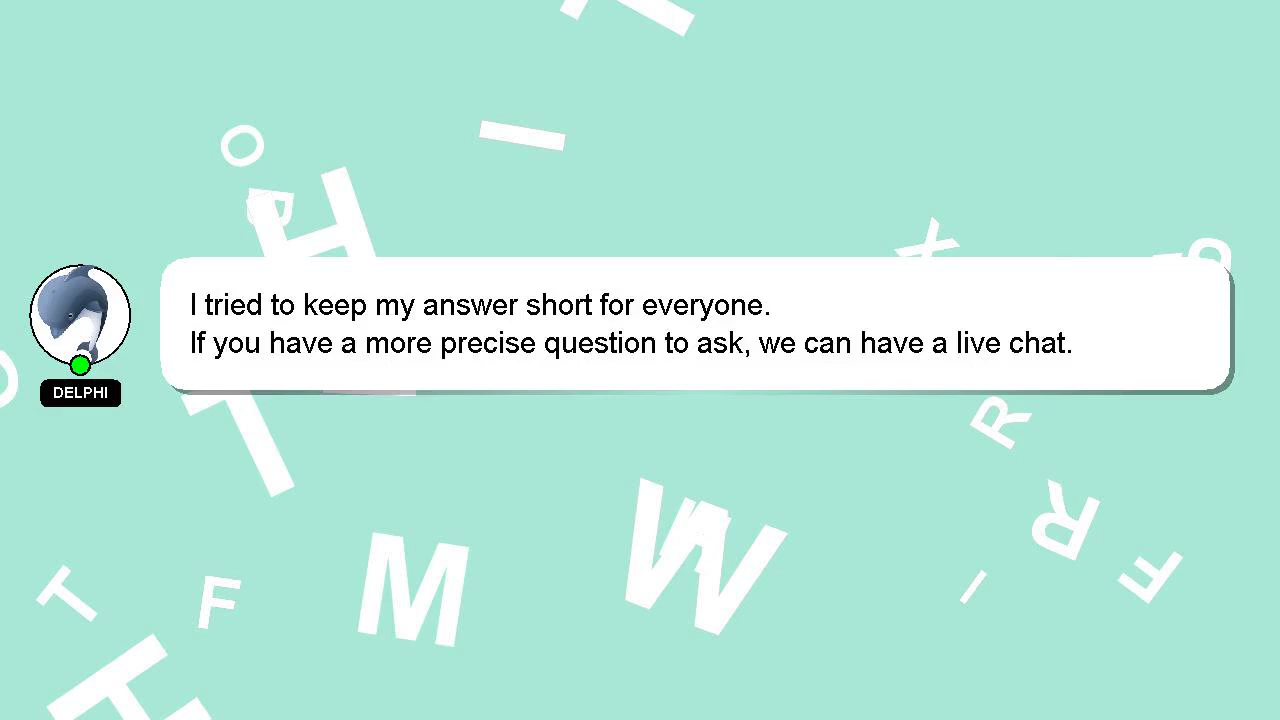 I tried to keep my answer short for everyone.
If you have a more precise question to ask, we can have a live chat.
DELPHI
O
I
H
X
R
R
F
I
W
M
F
T
H